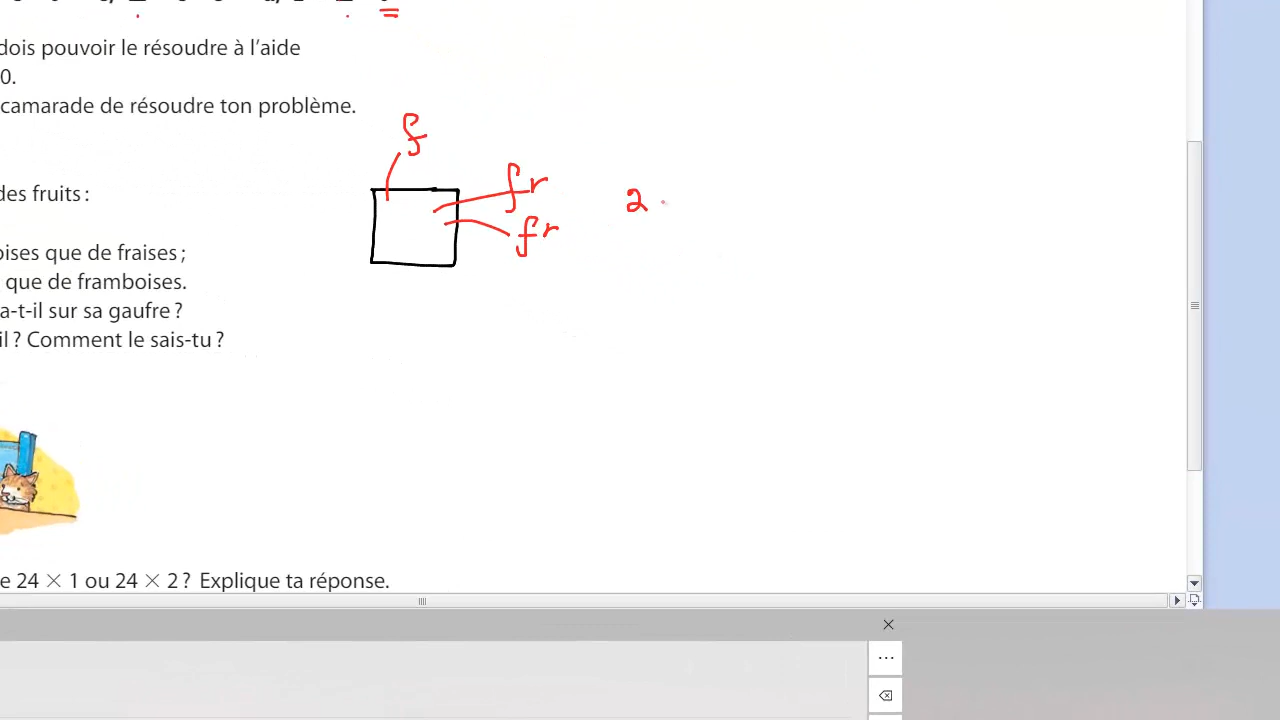 dois pouvoir le résoudre à l'aide
0.
camarade de résoudre ton problème.
f
fr
2
des fruits :
fr
oises que de fraises ;
que de framboises.
a-t-il sur sa gaufre ?
il ? Comment le sais-tu ?
e 24 × 1 ou 24 × 2 ? Explique ta réponse.